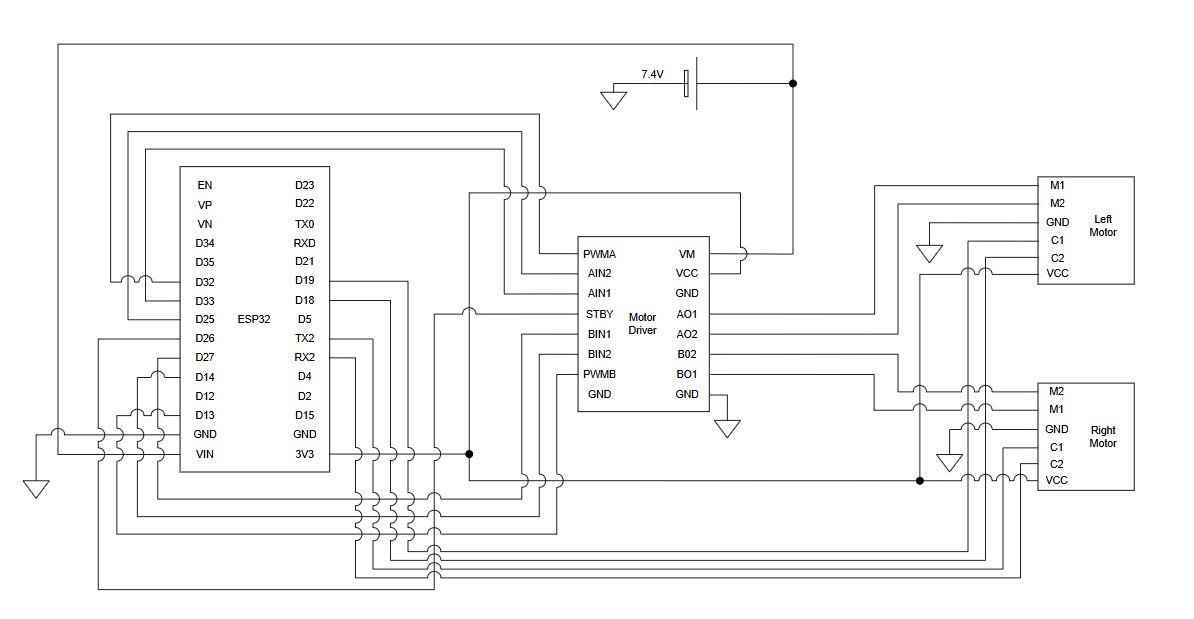 7.4V
EN
VP
VN
D34
D35
D32
D33
D25
D26
D27
D14
D12
D13
GND
VIN
ESP32
D23
D22
TX0
RXD
D21
D19
D18
D5
TX2
RX2
D4
D2
D15
GND
3V3
PWMA
AIN2
AIN1
STBY
BIN1
BIN2
PWMB
GND
Motor
Driver
VM
VCC
GND
AO1
AO2
B02
BO1
GND
M1
M2
GND
C1
C2
VCC
Left
Motor
M2
M1
GND
C1
C2
VCC
Right
Motor